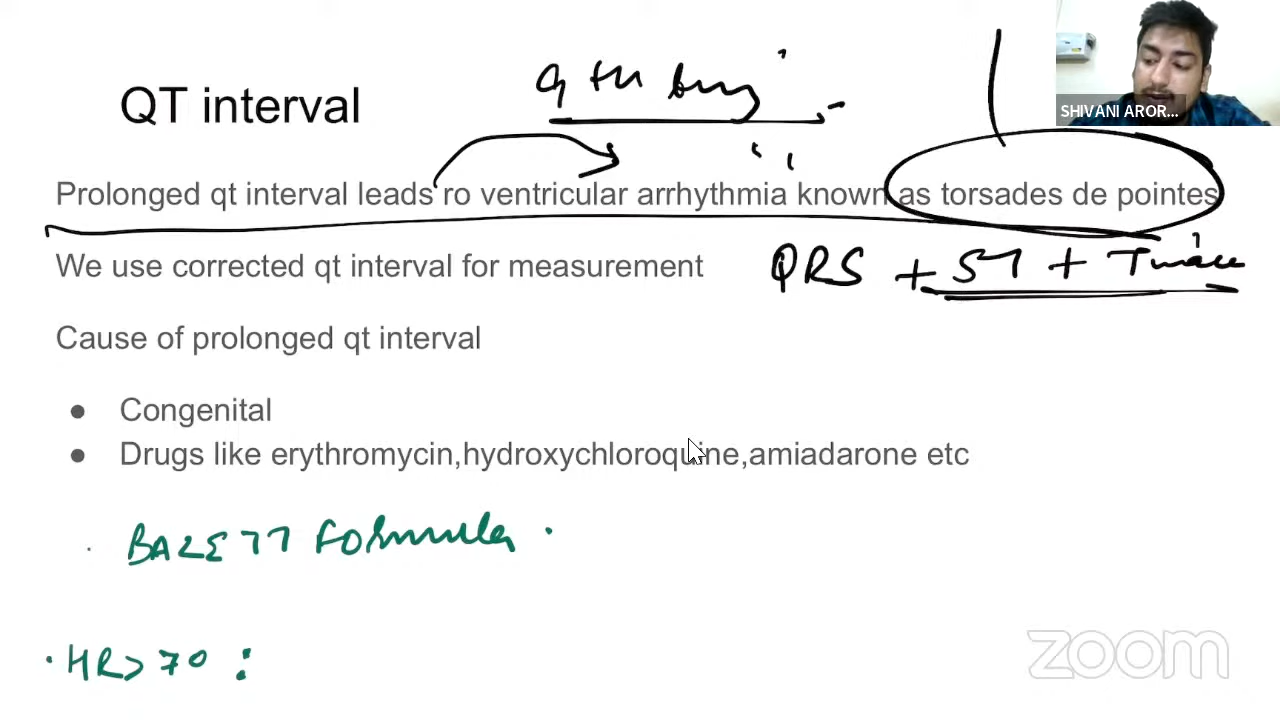 SHIVANI AROR...
QT interval
Prolonged qt interval leads ro ventricular arrhythmia known as torsades de pointes
We use corrected qt interval for measurement
QRS + ST + T wave
Cause of prolonged qt interval
● Congenital
● Drugs like erythromycin,hydroxychloroquine,amiadarone etc
BAZETT Formula
HR> 70 :
zoom